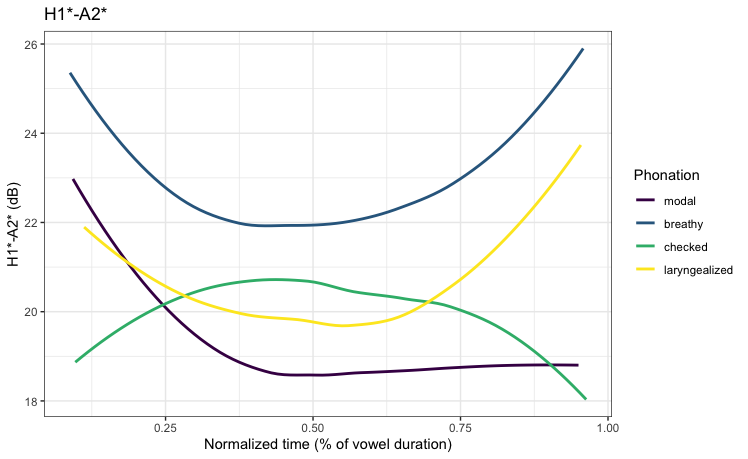 H1*-A2*
H1*-A2* (dB)
26
24
22
20
18
0.25 0.50 0.75 1.00
Normalized time (% of vowel duration)
Phonation
modal
breathy
checked
laryngealized